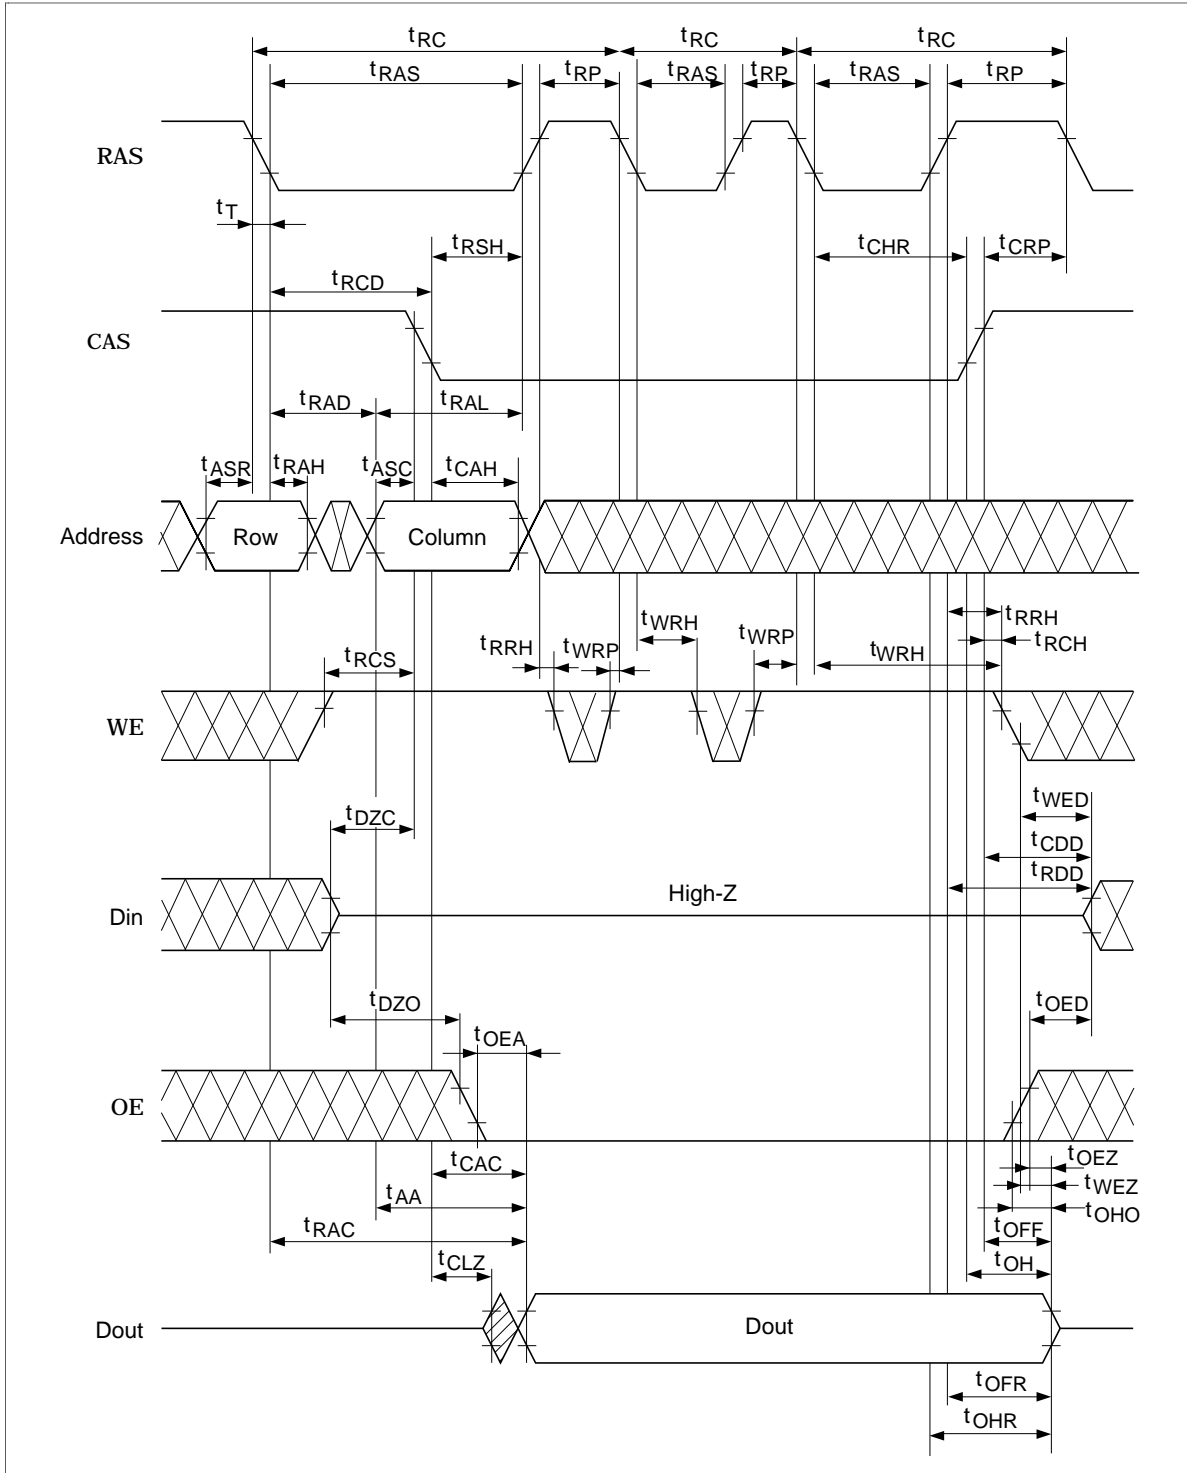 tRC tRC tRC
tRAS tRP tRAS tRP tRAS tRP
RAS
tT
tRSH tCHR tCRP
tRCD
CAS
tRAD tRAL
tASR tRAH tASC tCAH
Address Row Column
tRRH
tWRH
tRRH tWRP tWRP tRCH
tRCS tWRH
WE
tWED
tDZC
tCDD
tRDD
High-Z
Din
tDZO tOED
tOEA
OE
tCAC tOEZ
tAA tWEZ
tRAC tOHO
tCLZ tOFF
tOH
Dout Dout
tOFR
tOHR